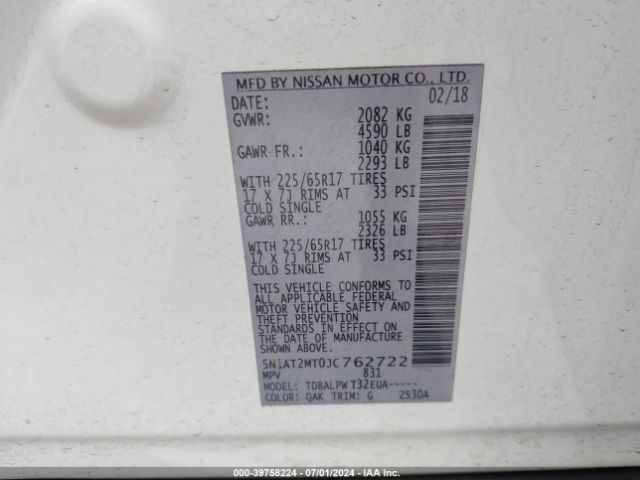 MFD BY NISSAN MOTOR CO., LTD.
DATE: 02/18
GVWR: 2082 KG
4590 LB
GAWR FR.: 1040 KG
2293 LB
WITH 225/65R17 TIRES
17 X 7J RIMS AT 33 PSI
COLD SINGLE
GAWR RR.: 1055 KG
2326 LB
WITH 225/65R17 TIRES
17 X 7J RIMS AT 33 PSI
COLD SINGLE
THIS VEHICLE CONFORMS TO
ALL APPLICABLE FEDERAL
MOTOR VEHICLE SAFETY AND
THEFT PREVENTION
STANDARDS IN EFFECT ON
THE DATE OF MANUFACTURE
SHOWN ABOVE.
5N1AT2MT0JC762722
MPV 831
MODEL: TDBALPW T32EUA-----
COLOR: QAK TRIM: G ZS30A
000-39758224 - 07/01/2024 - IAA Inc.